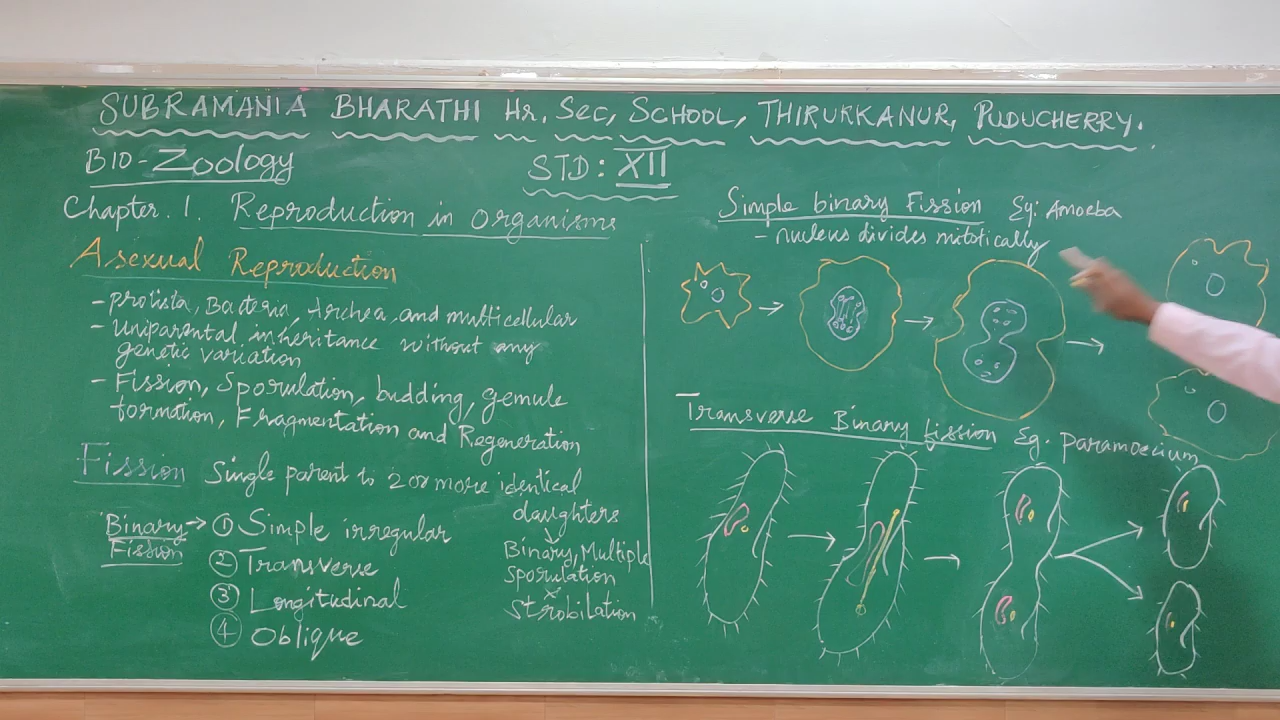 SUBRAMANIA BHARATHI Hr. Sec, SCHOOL, THIRUKKANUR, PUDUCHERRY.
BIO-Zoology
STD: XII
Chapter. 1. Reproduction in organisms
Asexual Reproduction
- protista, Bacteria, Archea, and multicellular
- Uniparental inheritance without any
genetic variation
- Fission, Sporulation, budding, gemule
formation, Fragmentation and Regeneration
Fission Single parent to 2 or more identical
daughters
Binary, Multiple
sporulation
Strobilation
Binary Fission → ① Simple irregular
② Transverse
③ Longitudinal
④ Oblique
Simple binary Fission Eg: Amoeba
- nucleus divides mitotically
Transverse Binary fission Eg. paramoecium